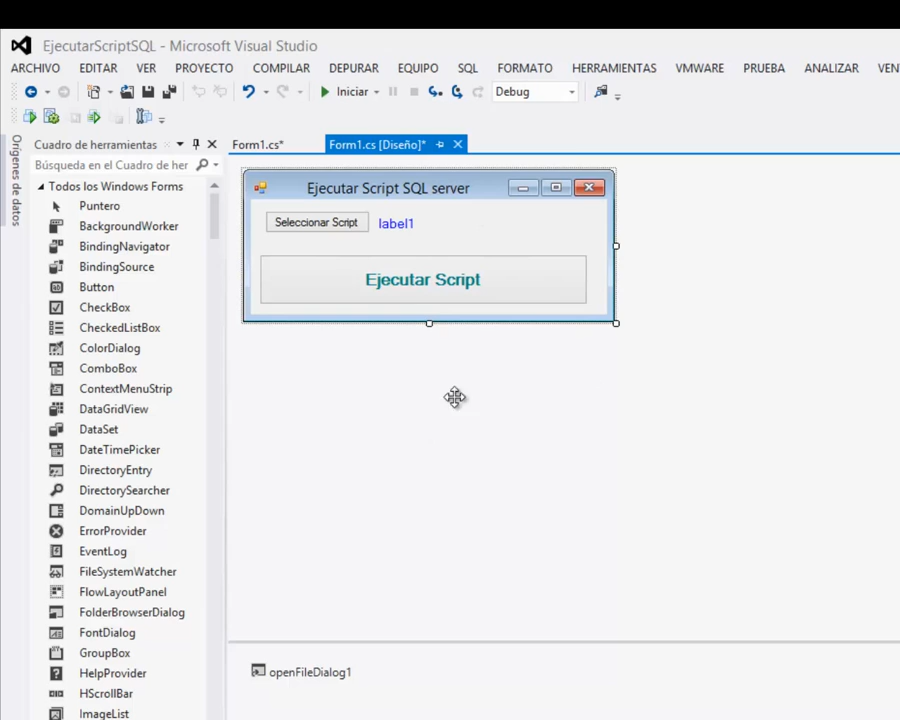 EjecutarScriptSQL - Microsoft Visual Studio
ARCHIVO EDITAR VER PROYECTO COMPILAR DEPURAR EQUIPO SQL FORMATO HERRAMIENTAS VMWARE PRUEBA ANALIZAR VEN
Iniciar Debug
Orígenes de datos
Cuadro de herramientas
Form1.cs* Form1.cs [Diseño]*
Búsqueda en el Cuadro de her
Todos los Windows Forms
Puntero
BackgroundWorker
BindingNavigator
BindingSource
Button
CheckBox
CheckedListBox
ColorDialog
ComboBox
ContextMenuStrip
DataGridView
DataSet
DateTimePicker
DirectoryEntry
DirectorySearcher
DomainUpDown
ErrorProvider
EventLog
FileSystemWatcher
FlowLayoutPanel
FolderBrowserDialog
FontDialog
GroupBox
HelpProvider
HScrollBar
ImageList
Ejecutar Script SQL server
Seleccionar Script label1
Ejecutar Script
openFileDialog1